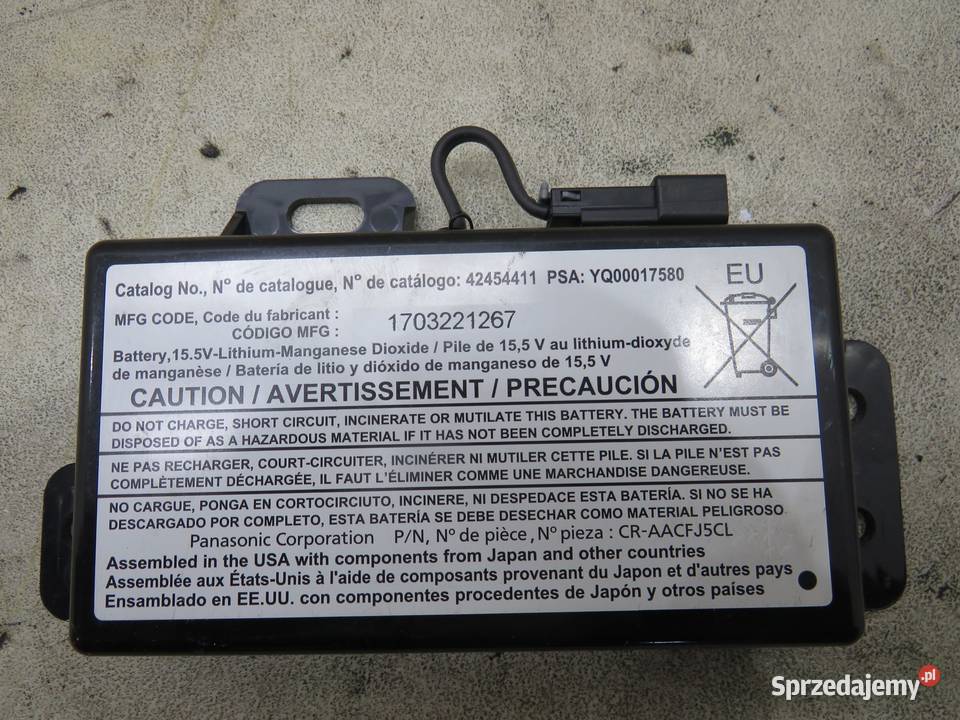 Catalog No., N° de catalogue, N° de catálogo: 42454411 PSA: YQ00017580
EU
MFG CODE, Code du fabricant :
CÓDIGO MFG :
1703221267
Battery,15.5V-Lithium-Manganese Dioxide / Pile de 15,5 V au lithium-dioxyde
de manganèse / Batería de litio y dióxido de manganeso de 15,5 V
CAUTION / AVERTISSEMENT / PRECAUCIÓN
DO NOT CHARGE, SHORT CIRCUIT, INCINERATE OR MUTILATE THIS BATTERY. THE BATTERY MUST BE
DISPOSED OF AS A HAZARDOUS MATERIAL IF IT HAS NOT BEEN COMPLETELY DISCHARGED.
NE PAS RECHARGER, COURT-CIRCUITER, INCINÉRER NI MUTILER CETTE PILE. SI LA PILE N'EST PAS
COMPLÈTEMENT DÉCHARGÉE, IL FAUT L'ÉLIMINER COMME UNE MARCHANDISE DANGEREUSE.
NO CARGUE, PONGA EN CORTOCIRCIUTO, INCINERE, NI DESPEDACE ESTA BATERÍA. SI NO SE HA
DESCARGADO POR COMPLETO, ESTA BATERÍA SE DEBE DESECHAR COMO MATERIAL PELIGROSO
Panasonic Corporation P/N, N° de pièce, N° pieza : CR-AACFJ5CL
Assembled in the USA with components from Japan and other countries
Assemblée aux États-Unis à l'aide de composants provenant du Japon et d'autres pays
Ensamblado en EE.UU. con componentes procedentes de Japón y otros países
Sprzedajemy.pl